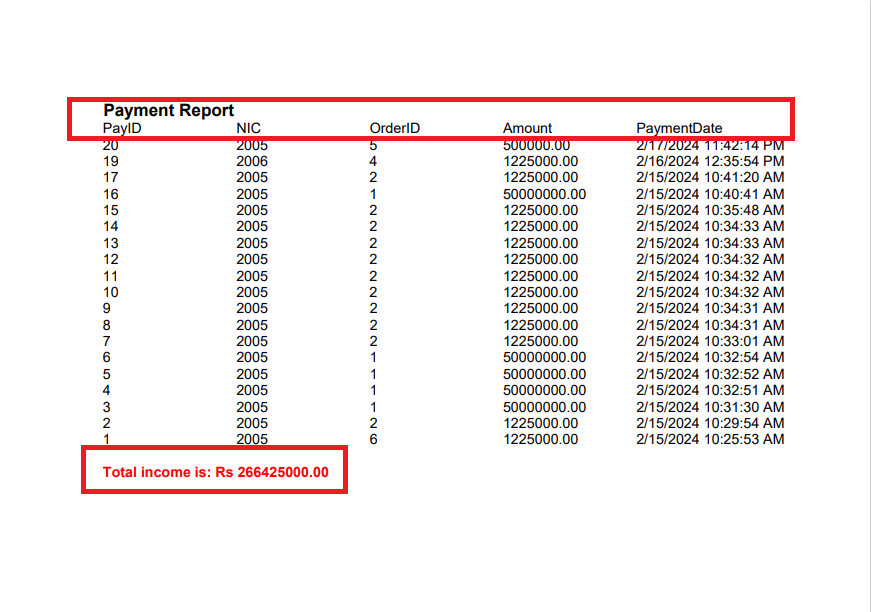 Payment Report
PayID NIC OrderID Amount PaymentDate
20 2005 5 500000.00 2/17/2024 11:42:14 PM
19 2006 4 1225000.00 2/16/2024 12:35:54 PM
17 2005 2 1225000.00 2/15/2024 10:41:20 AM
16 2005 1 50000000.00 2/15/2024 10:40:41 AM
15 2005 2 1225000.00 2/15/2024 10:35:48 AM
14 2005 2 1225000.00 2/15/2024 10:34:33 AM
13 2005 2 1225000.00 2/15/2024 10:34:33 AM
12 2005 2 1225000.00 2/15/2024 10:34:32 AM
11 2005 2 1225000.00 2/15/2024 10:34:32 AM
10 2005 2 1225000.00 2/15/2024 10:34:32 AM
9 2005 2 1225000.00 2/15/2024 10:34:31 AM
8 2005 2 1225000.00 2/15/2024 10:34:31 AM
7 2005 2 1225000.00 2/15/2024 10:33:01 AM
6 2005 1 50000000.00 2/15/2024 10:32:54 AM
5 2005 1 50000000.00 2/15/2024 10:32:52 AM
4 2005 1 50000000.00 2/15/2024 10:32:51 AM
3 2005 1 50000000.00 2/15/2024 10:31:30 AM
2 2005 2 1225000.00 2/15/2024 10:29:54 AM
1 2005 6 1225000.00 2/15/2024 10:25:53 AM
Total income is: Rs 266425000.00